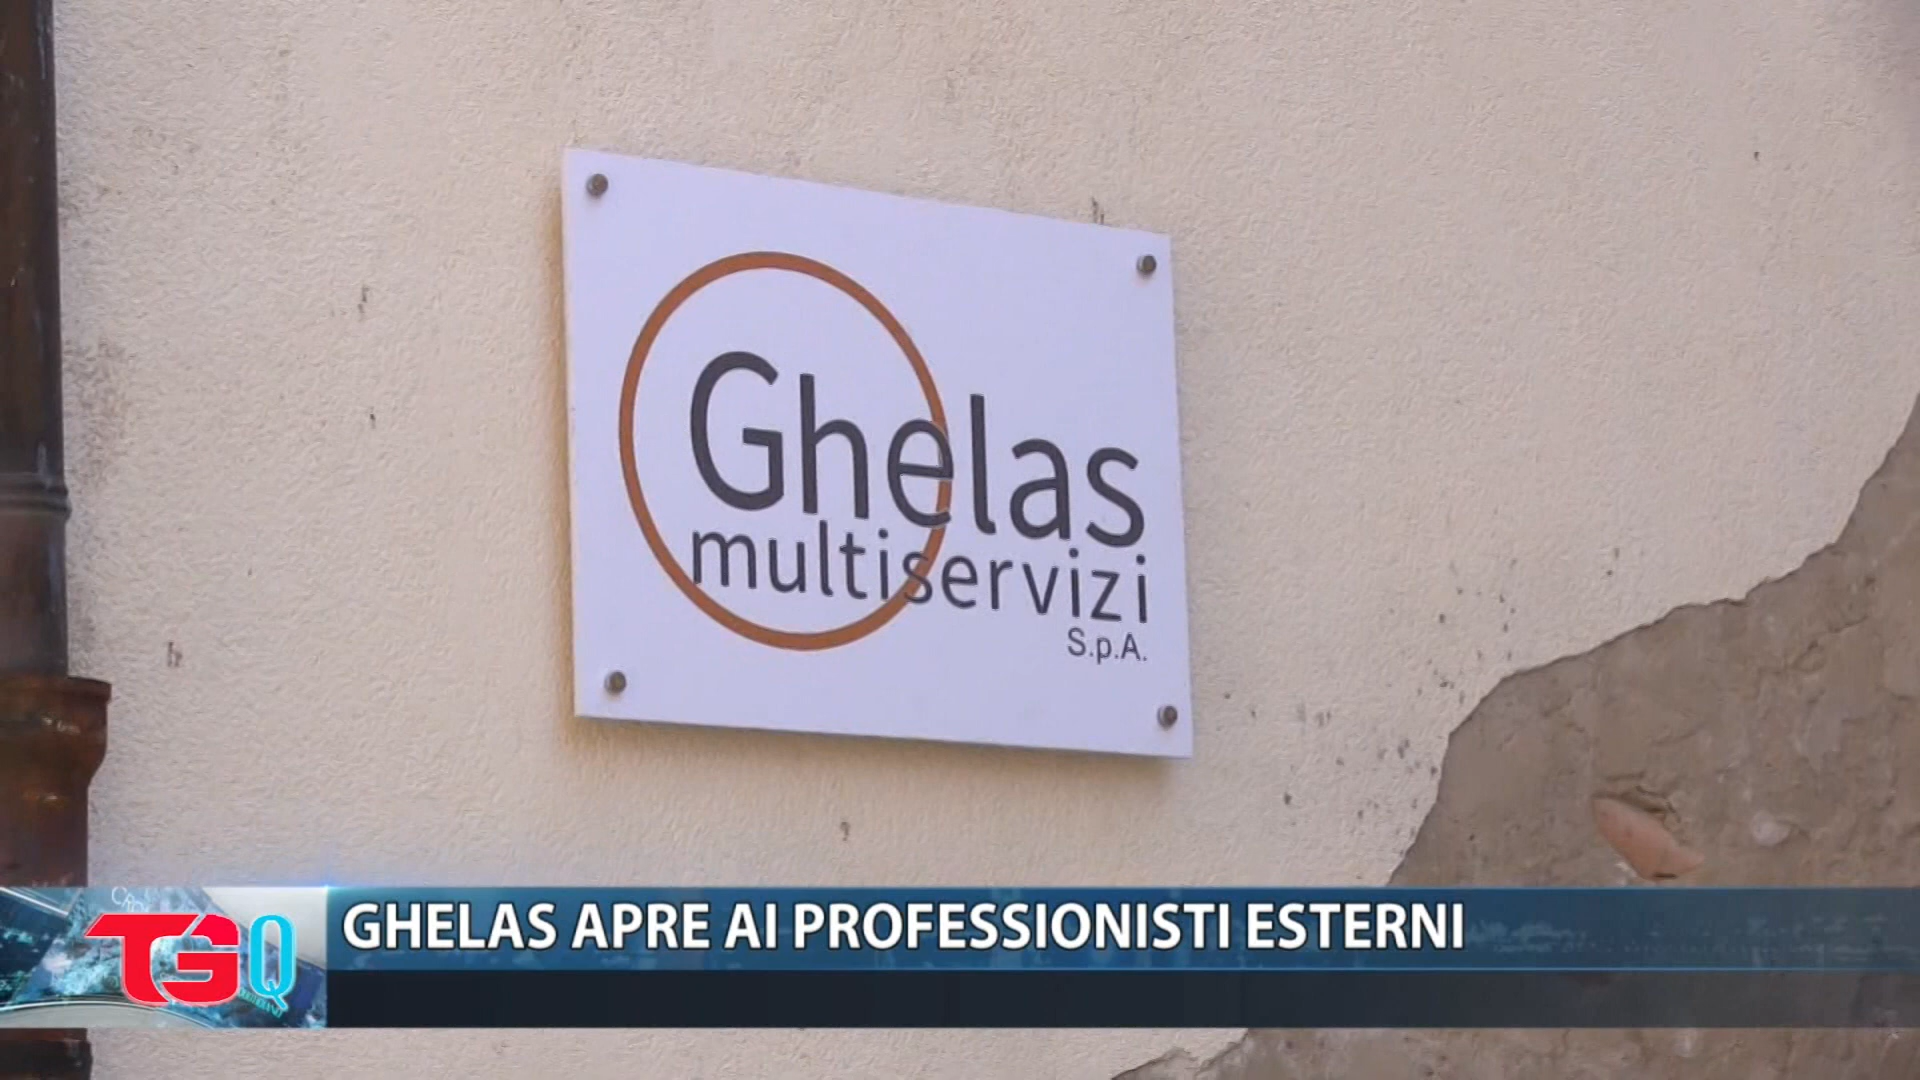 Ghelas
multiservizi
S.p.A.
TGQ
GHELAS APRE AI PROFESSIONISTI ESTERNI